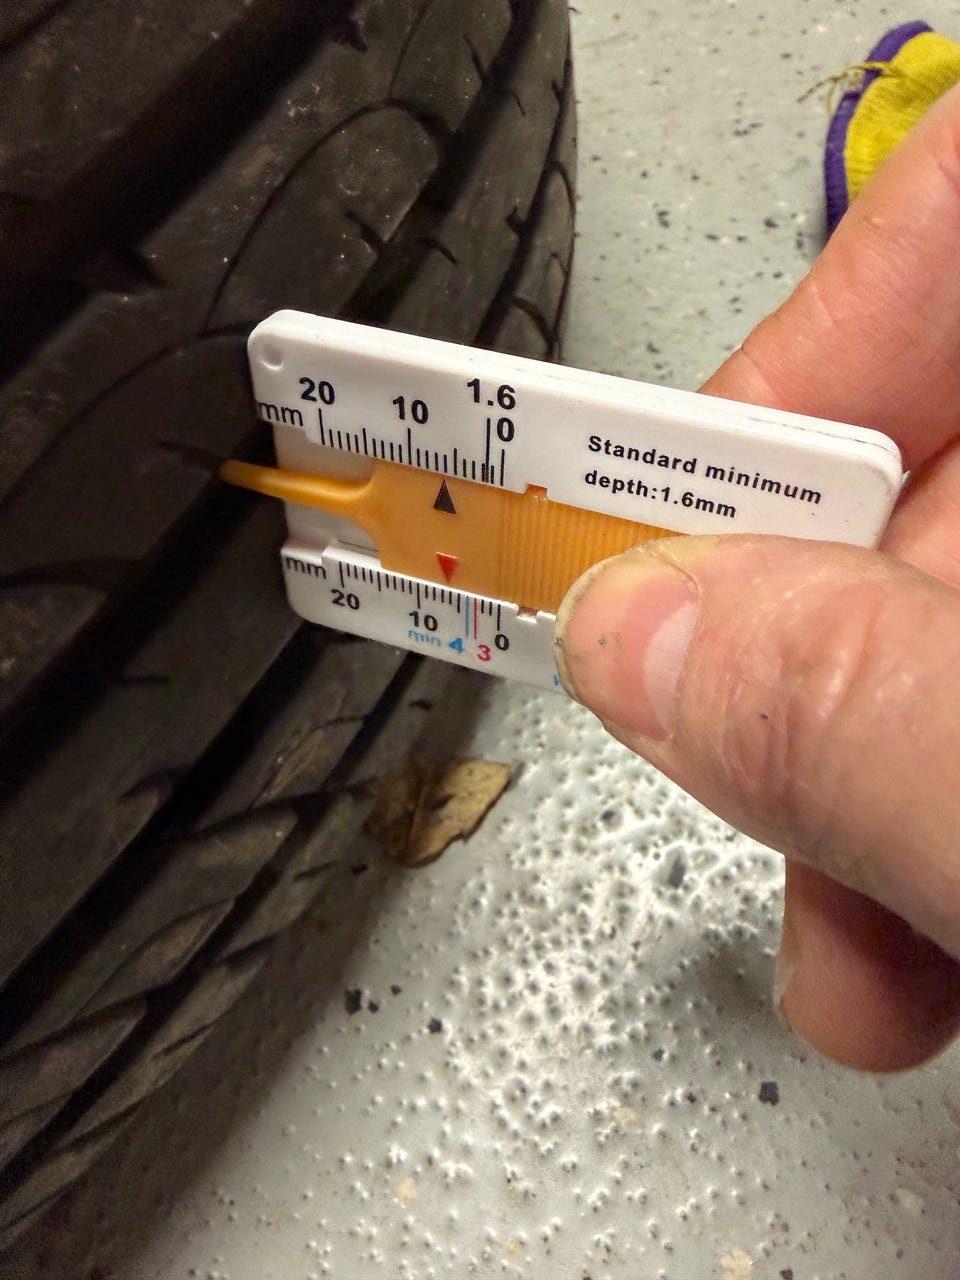 20 10 1.6
mm 0
Standard minimum
depth:1.6mm
mm
20 10 0
min 4 3